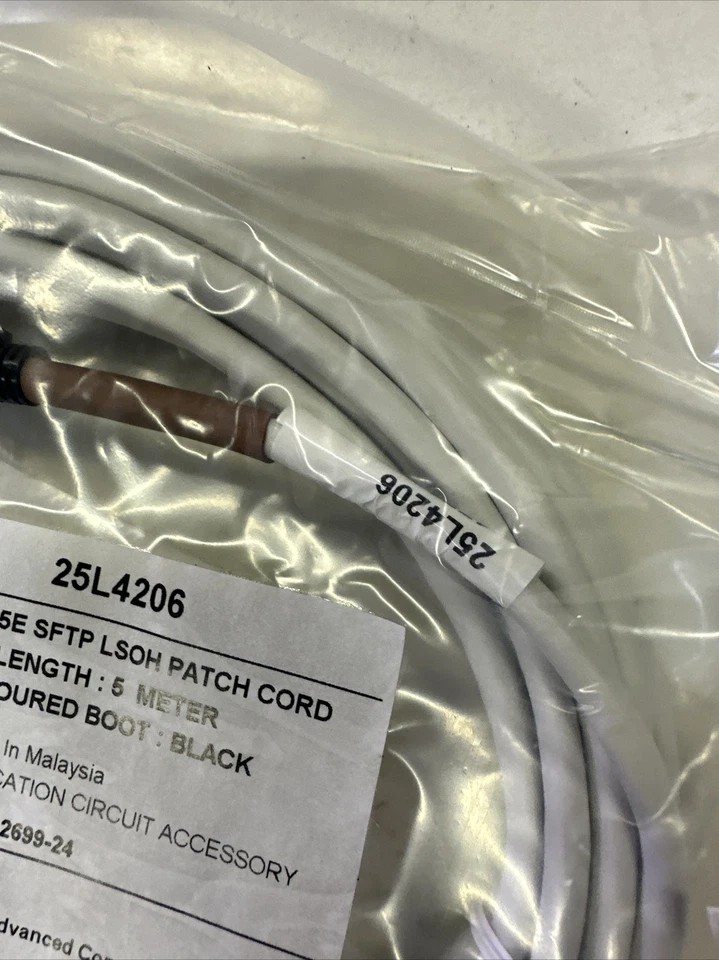 25L4206
25L4206
5E SFTP LSOH PATCH CORD
LENGTH : 5 METER
OURED BOOT : BLACK
In Malaysia
CATION CIRCUIT ACCESSORY
2699-24
dvanced Con